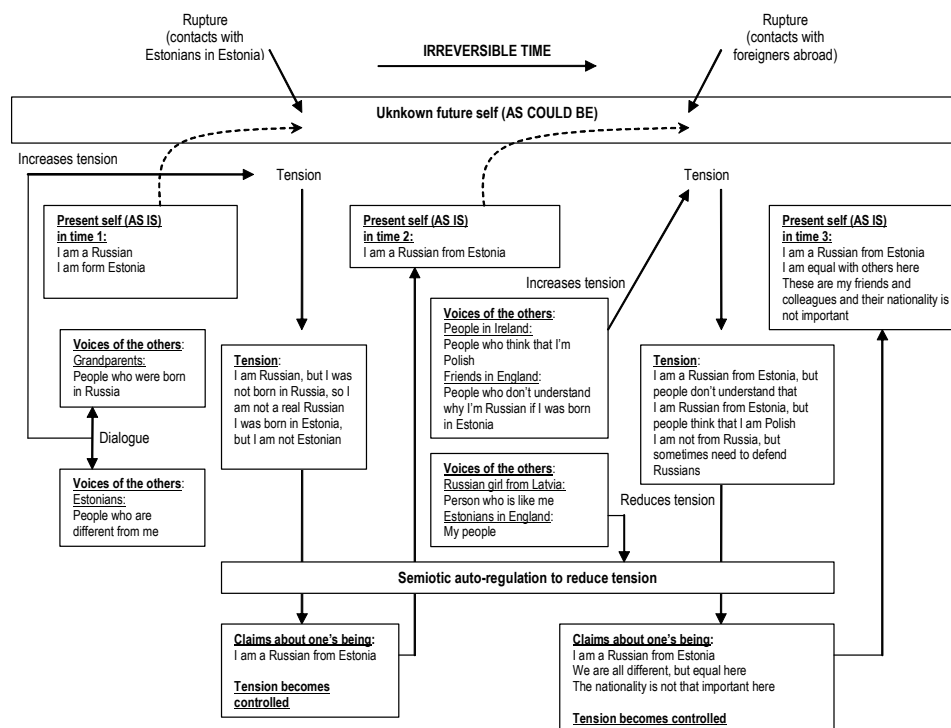 Rupture
(contacts with
Estonians in Estonia)
IRREVERSIBLE TIME
Rupture
(contacts with
foreigners abroad)
Uknkown future self (AS COULD BE)
Increases tension
Tension
Tension
Present self (AS IS)
in time 1:
I am a Russian
I am form Estonia
Present self (AS IS)
in time 2:
I am a Russian from Estonia
Present self (AS IS)
in time 3:
I am a Russian from Estonia
I am equal with others here
These are my friends and
colleagues and their nationality is
not important
Increases tension
Voices of the others:
Grandparents:
People who were born
in Russia
Dialogue
Voices of the others:
Estonians:
People who are
different from me
Tension:
I am Russian, but I was
not born in Russia, so I
am not a real Russian
I was born in Estonia,
but I am not Estonian
Voices of the others:
People in Ireland:
People who think that I'm
Polish
Friends in England:
People who don't understand
why I'm Russian if I was born
in Estonia
Voices of the others:
Russian girl from Latvia:
Person who is like me
Estonians in England:
My people
Reduces tension
Tension:
I am a Russian from Estonia, but
people don't understand that
I am Russian from Estonia, but
people think that I am Polish
I am not from Russia, but
sometimes need to defend
Russians
Semiotic auto-regulation to reduce tension
Claims about one's being:
I am a Russian from Estonia
Tension becomes
controlled
Claims about one's being:
I am a Russian from Estonia
We are all different, but equal here
The nationality is not that important here
Tension becomes controlled